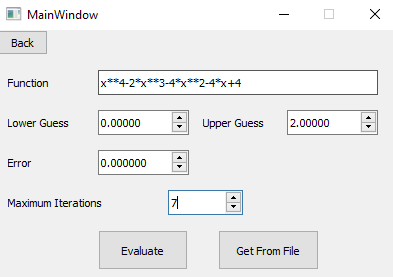 MainWindow
Back
Function x**4-2*x**3-4*x**2-4*x+4
Lower Guess 0.00000 Upper Guess 2.00000
Error 0.000000
Maximum Iterations 7
Evaluate Get From File